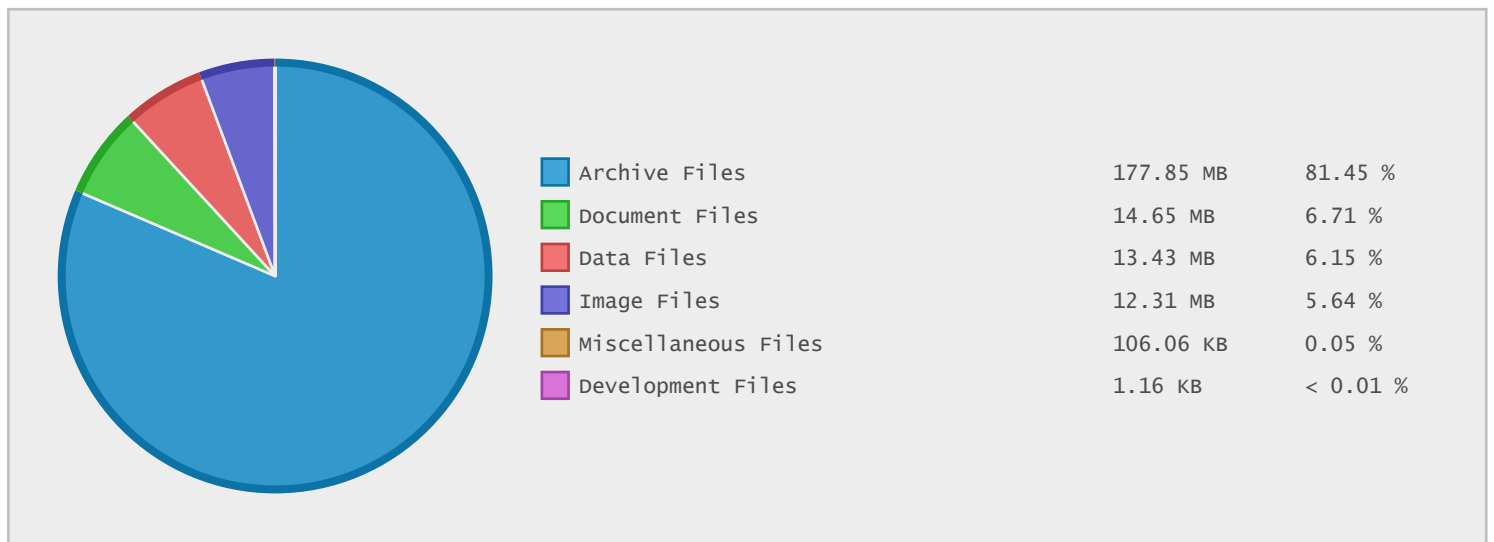 Archive Files 177.85 MB 81.45 %
Document Files 14.65 MB 6.71 %
Data Files 13.43 MB 6.15 %
Image Files 12.31 MB 5.64 %
Miscellaneous Files 106.06 KB 0.05 %
Development Files 1.16 KB < 0.01 %